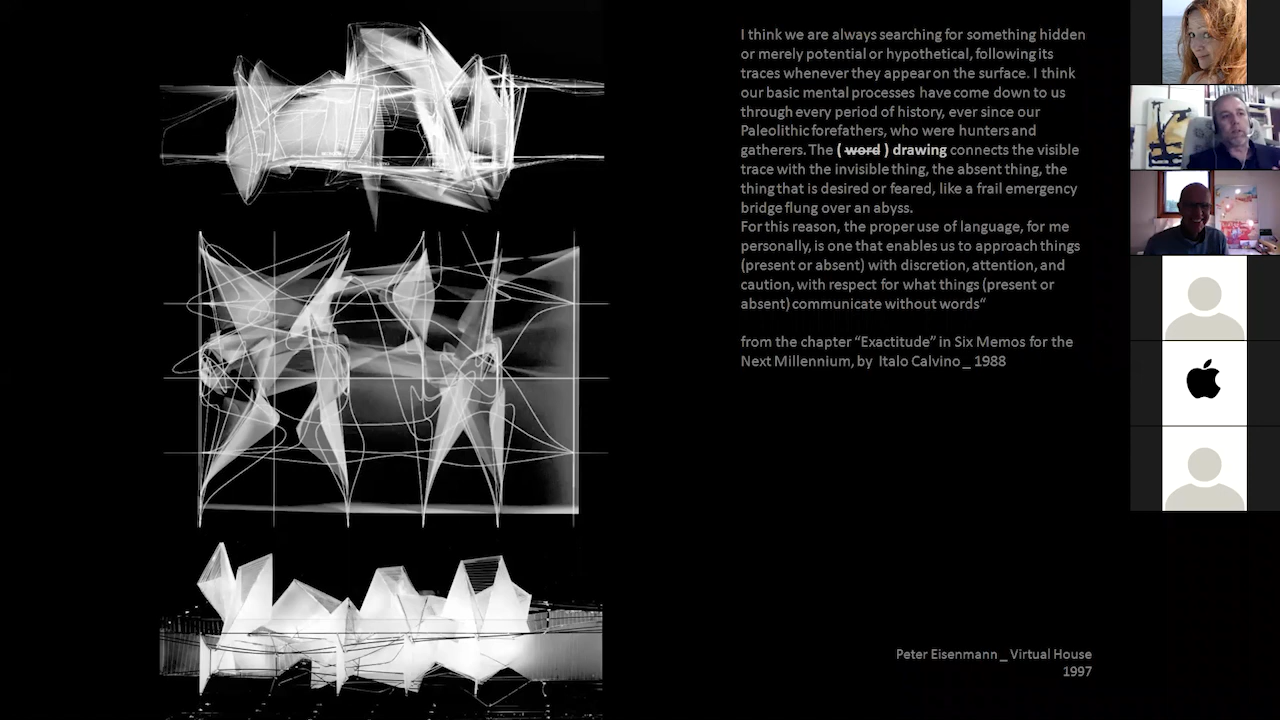 I think we are always searching for something hidden
or merely potential or hypothetical, following its
traces whenever they appear on the surface. I think
our basic mental processes have come down to us
through every period of history, ever since our
Paleolithic forefathers, who were hunters and
gatherers. The ( word ) drawing connects the visible
trace with the invisible thing, the absent thing, the
thing that is desired or feared, like a frail emergency
bridge flung over an abyss.
For this reason, the proper use of language, for me
personally, is one that enables us to approach things
(present or absent) with discretion, attention, and
caution, with respect for what things (present or
absent) communicate without words“
from the chapter “Exactitude” in Six Memos for the
Next Millennium, by Italo Calvino _ 1988
Peter Eisenmann _ Virtual House
1997